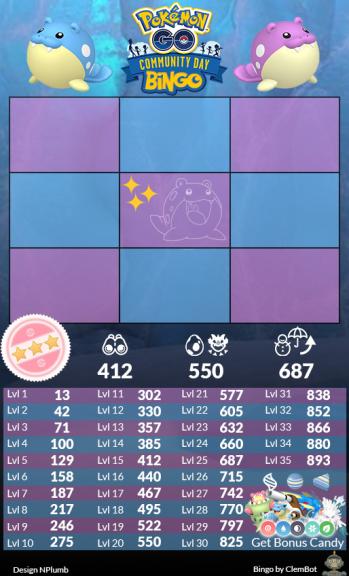 POKÉMON
GO
COMMUNITY DAY
BINGO
412 550 687
Lvl 1 13 Lvl 11 302 Lvl 21 577 Lvl 31 838
Lvl 2 42 Lvl 12 330 Lvl 22 605 Lvl 32 852
Lvl 3 71 Lvl 13 357 Lvl 23 632 Lvl 33 866
Lvl 4 100 Lvl 14 385 Lvl 24 660 Lvl 34 880
Lvl 5 129 Lvl 15 412 Lvl 25 687 Lvl 35 893
Lvl 6 158 Lvl 16 440 Lvl 26 715
Lvl 7 187 Lvl 17 467 Lvl 27 742
Lvl 8 217 Lvl 18 495 Lvl 28 770
Lvl 9 246 Lvl 19 522 Lvl 29 797
Lvl 10 275 Lvl 20 550 Lvl 30 825 Get Bonus Candy
Design NPlumb Bingo by ClemBot